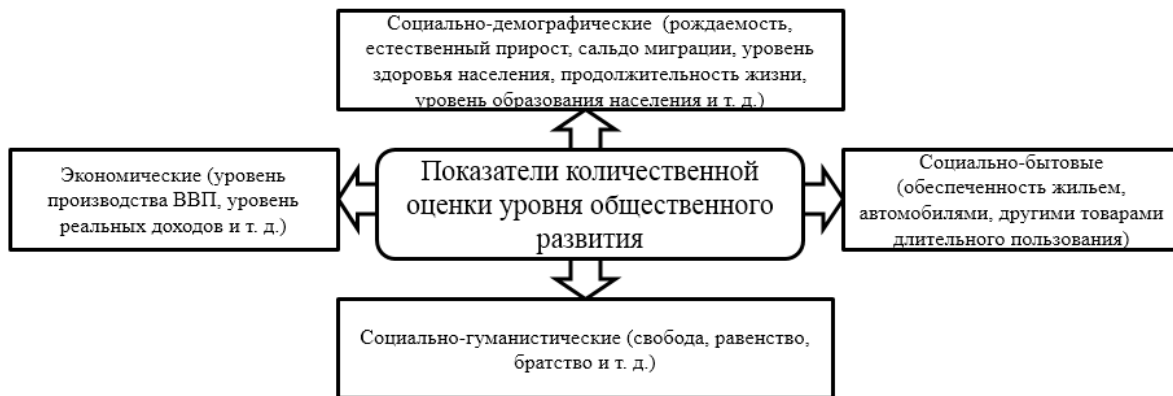 Социально-демографические (рождаемость,
естественный прирост, сальдо миграции, уровень
здоровья населения, продолжительность жизни,
уровень образования населения и т. д.)
Экономические (уровень
производства ВВП, уровень
реальных доходов и т. д.)
Показатели количественной
оценки уровня общественного
развития
Социально-бытовые
(обеспеченность жильем,
автомобилями, другими товарами
длительного пользования)
Социально-гуманистические (свобода, равенство,
братство и т. д.)